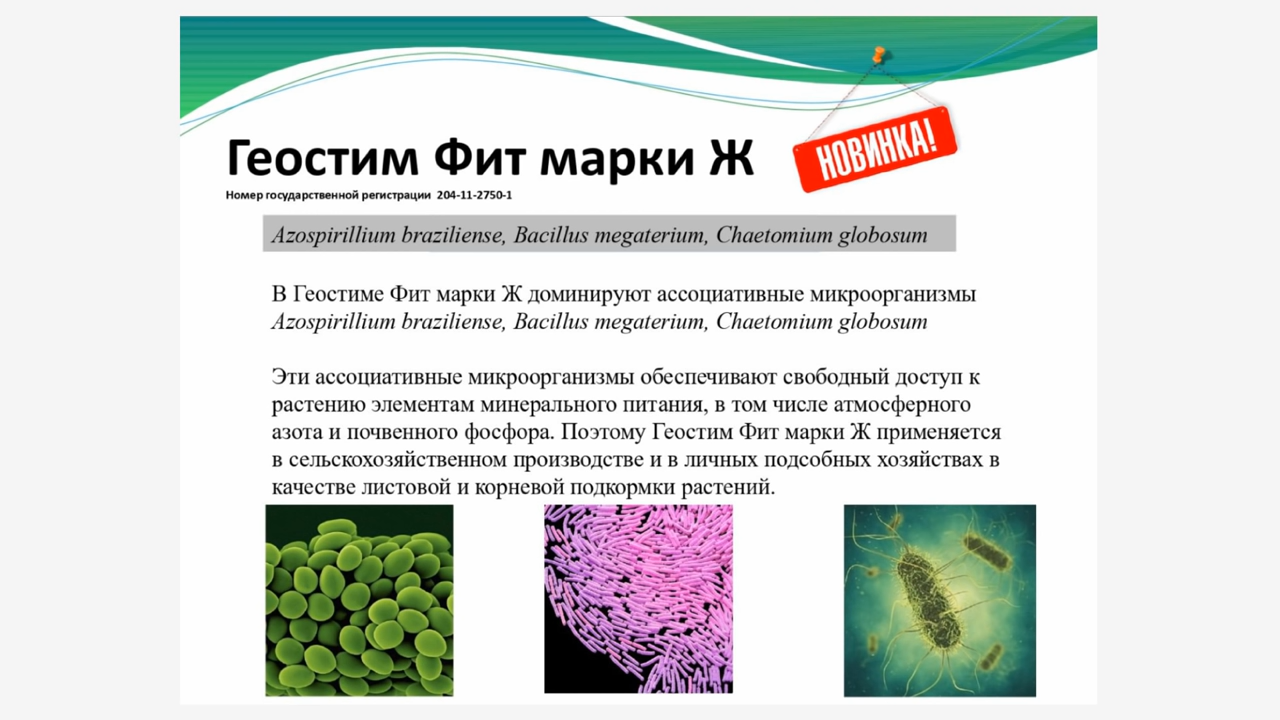 НОВИНКА!
Геостим Фит марки Ж
Номер государственной регистрации 204-11-2750-1
Azospirillium braziliense, Bacillus megaterium, Chaetomium globosum
В Геостиме Фит марки Ж доминируют ассоциативные микроорганизмы
Azospirillium braziliense, Bacillus megaterium, Chaetomium globosum
Эти ассоциативные микроорганизмы обеспечивают свободный доступ к
растению элементам минерального питания, в том числе атмосферного
азота и почвенного фосфора. Поэтому Геостим Фит марки Ж применяется
в сельскохозяйственном производстве и в личных подсобных хозяйствах в
качестве листовой и корневой подкормки растений.